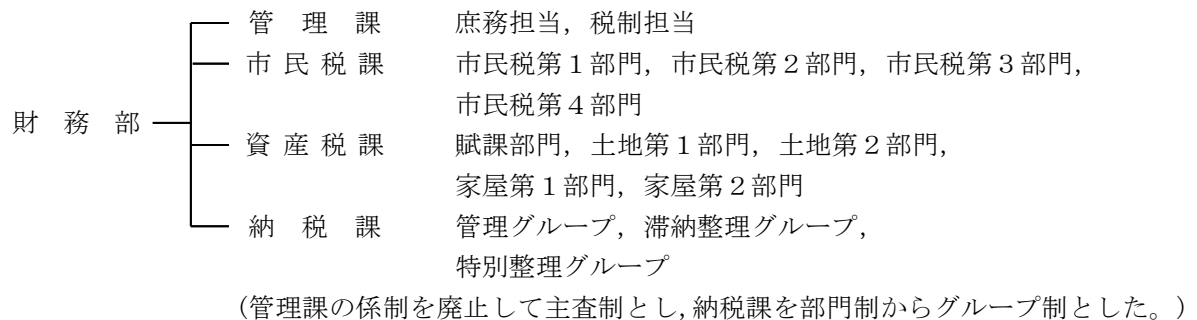 管理課 庶務担当，税制担当
市民税課 市民税第１部門，市民税第２部門，市民税第３部門，
市民税第４部門
財務部
資産税課 賦課部門，土地第１部門，土地第２部門，
家屋第１部門，家屋第２部門
納税課 管理グループ，滞納整理グループ，
特別整理グループ
(管理課の係制を廃止して主査制とし,納税課を部門制からグループ制とした。)